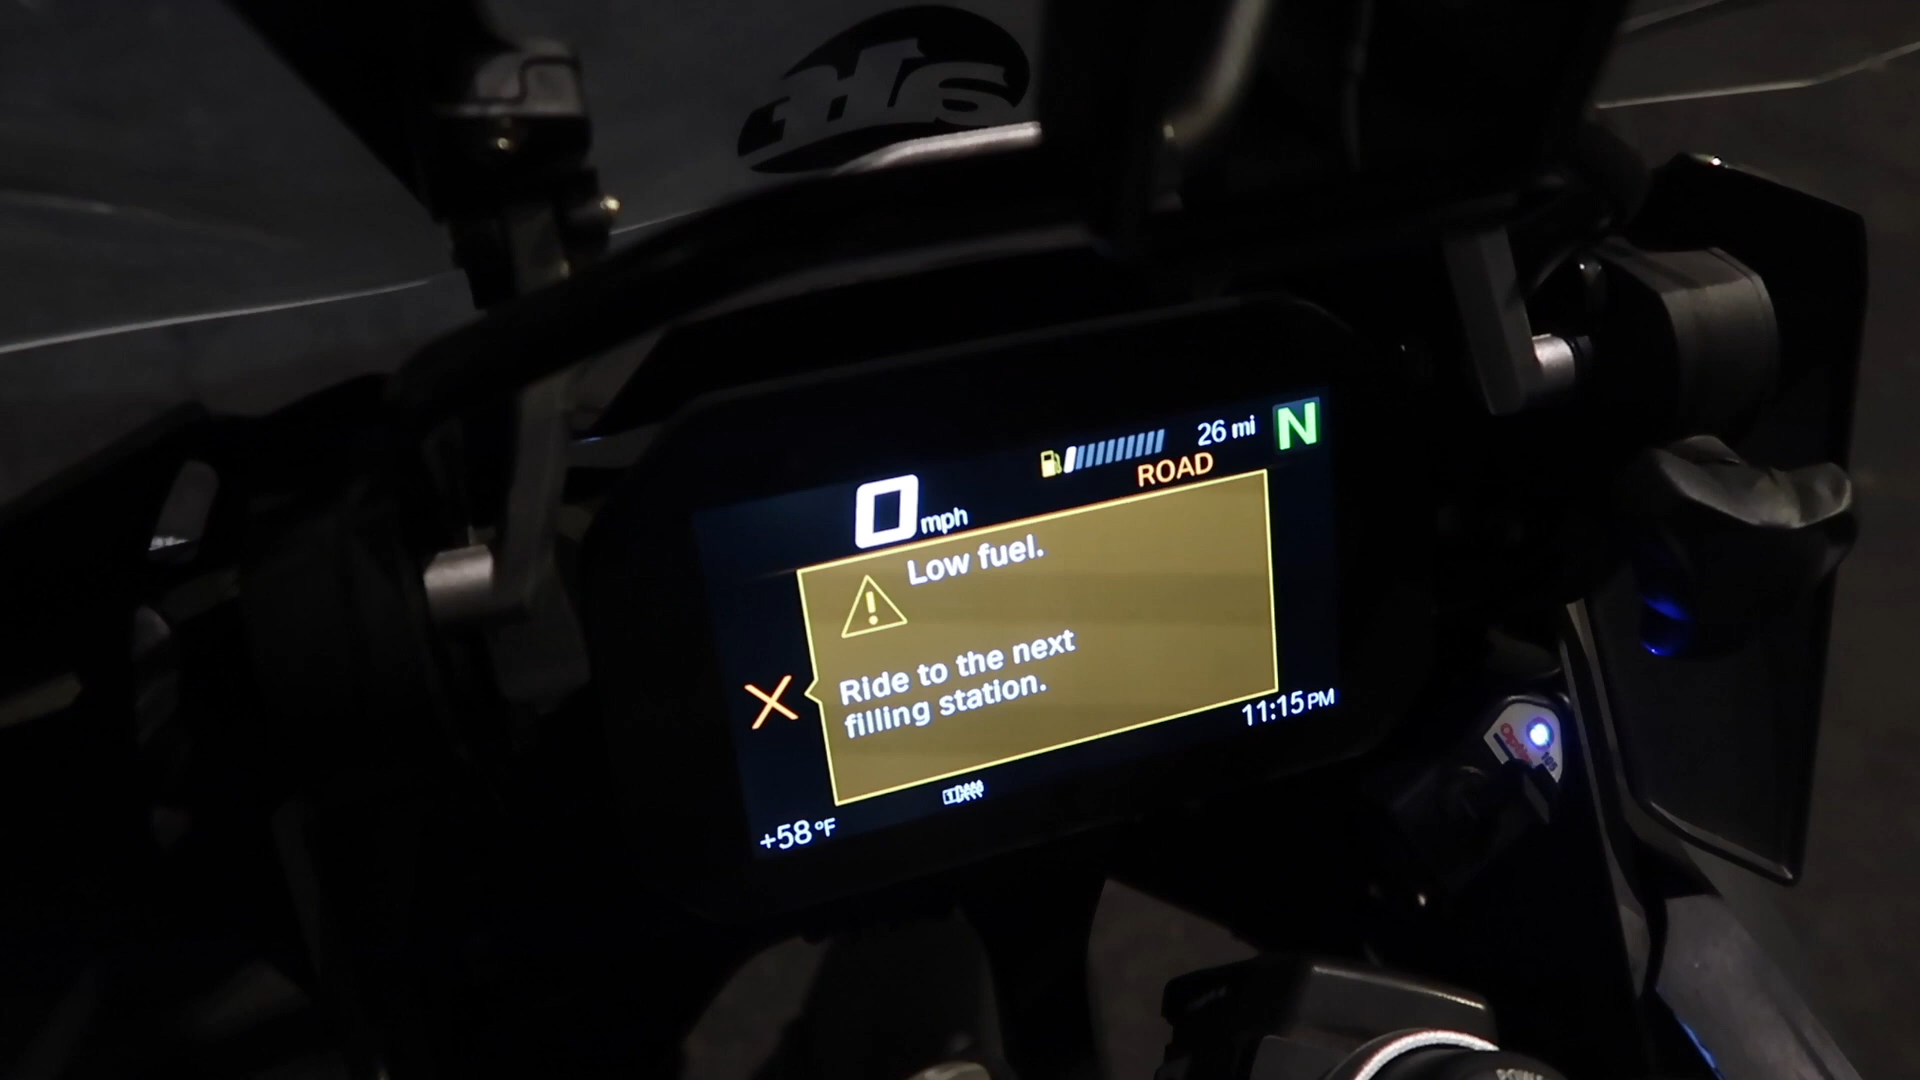 26 mi N
ROAD
0 mph
Low fuel.
Ride to the next
filling station.
11:15 PM
+58 °F